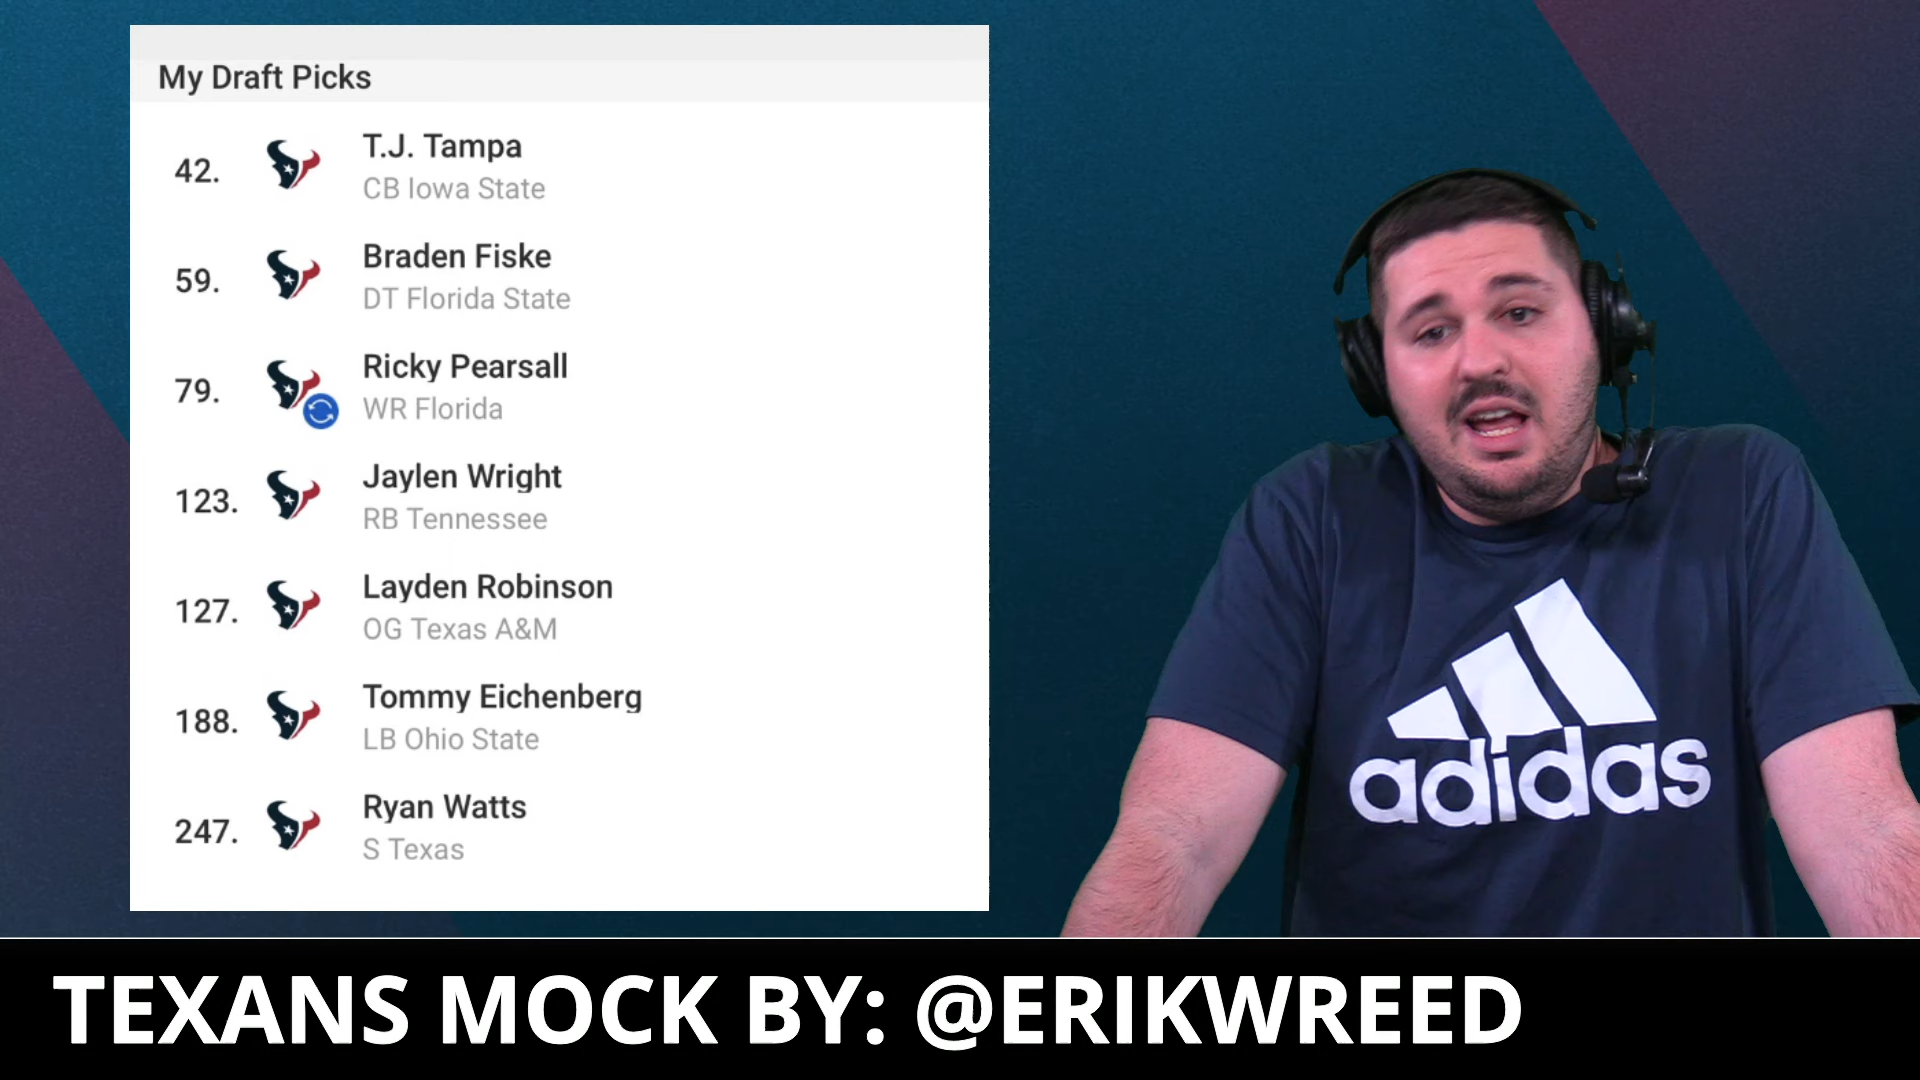 My Draft Picks
42.
T.J. Tampa
CB Iowa State
59.
Braden Fiske
DT Florida State
79.
Ricky Pearsall
WR Florida
123.
Jaylen Wright
RB Tennessee
127.
Layden Robinson
OG Texas A&M
188.
Tommy Eichenberg
LB Ohio State
247.
Ryan Watts
S Texas
adidas
TEXANS MOCK BY: @ERIKWREED